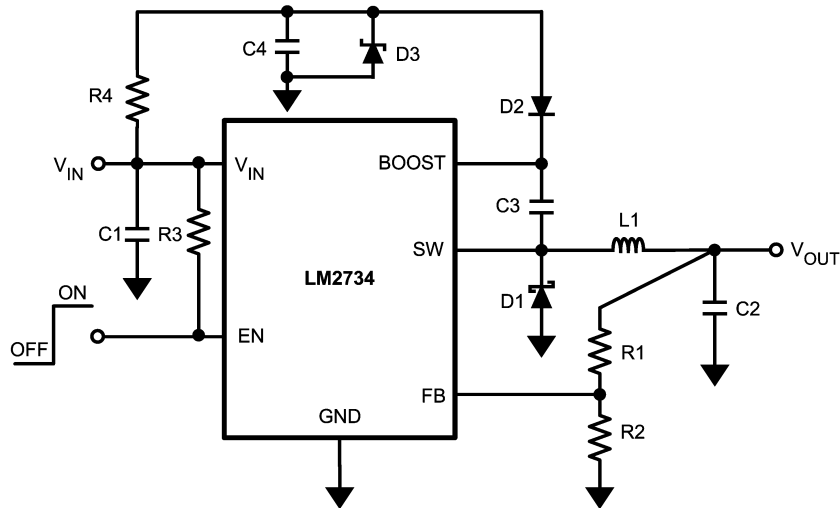 C4
D3
R4
D2
V_IN
V_IN
BOOST
C3
L1
C1
R3
SW
V_OUT
LM2734
ON
D1
C2
OFF
EN
R1
FB
GND
R2